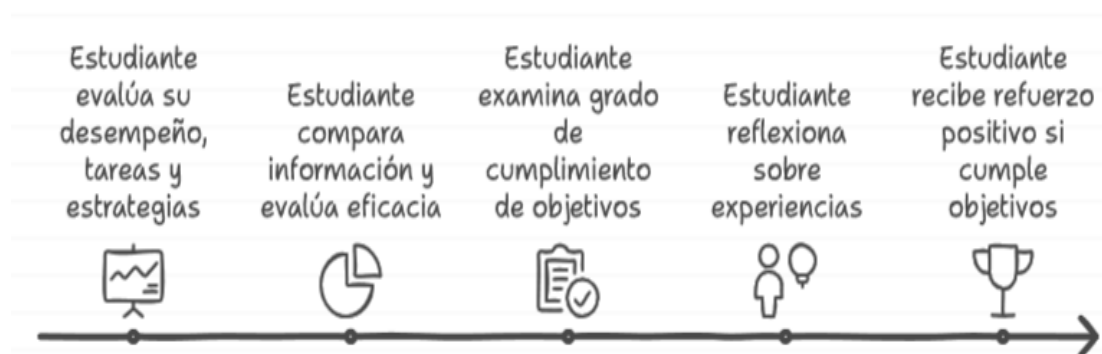 Estudiante
evalúa su
desempeño,
tareas y
estrategias
Estudiante
compara
información y
evalúa eficacia
Estudiante
examina grado
de
cumplimiento
de objetivos
Estudiante
reflexiona
sobre
experiencias
Estudiante
recibe refuerzo
positivo si
cumple
objetivos